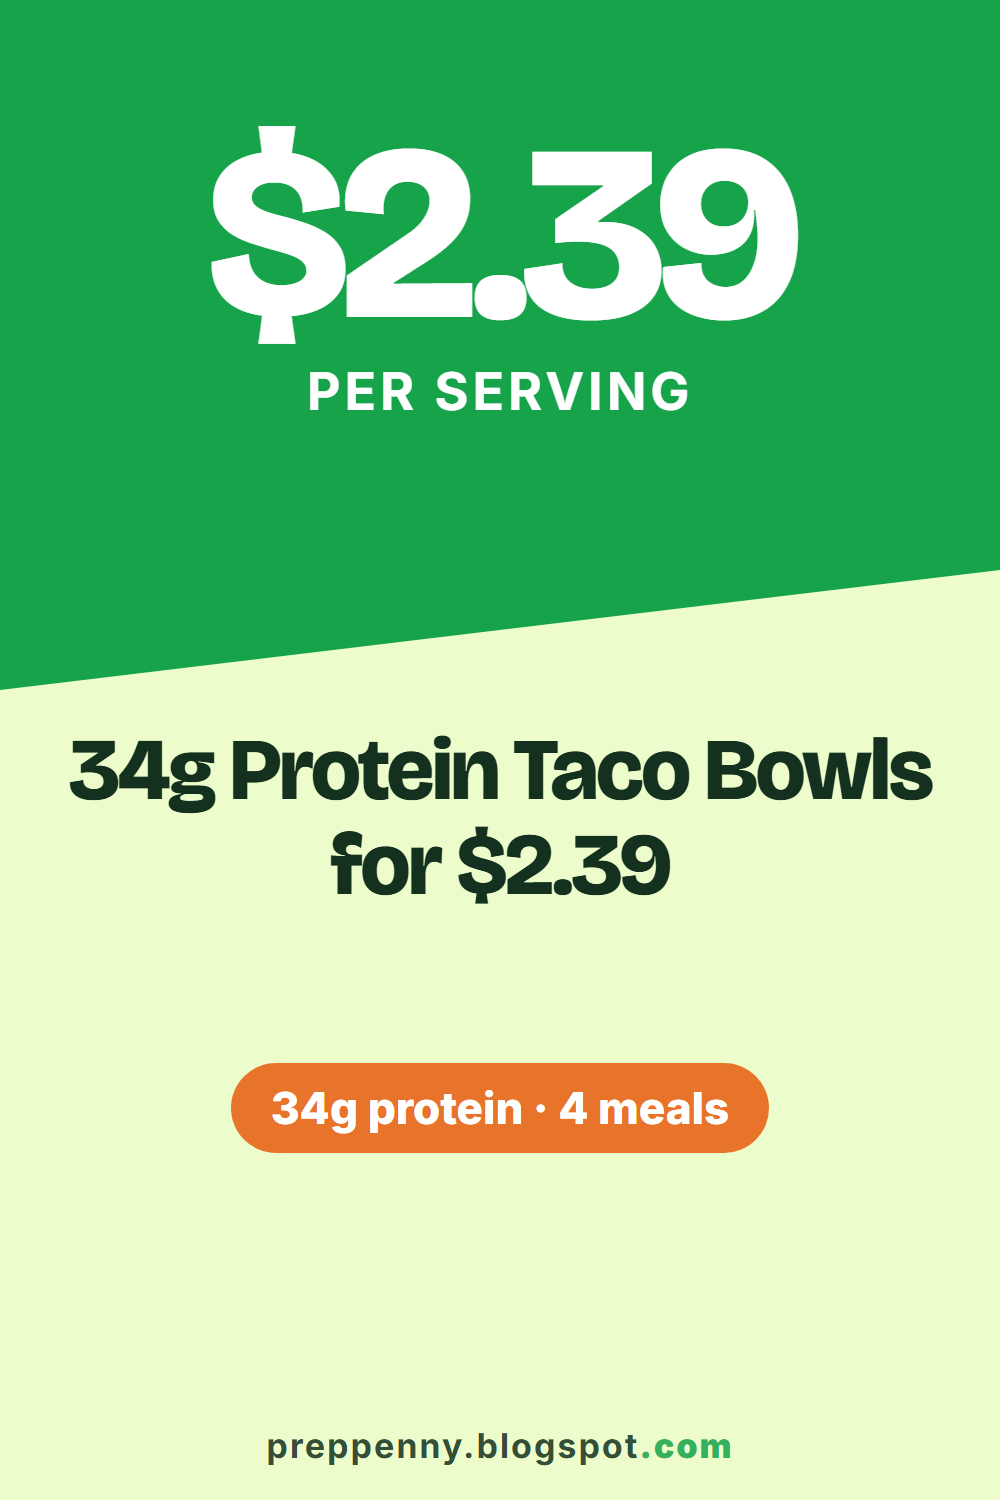 $2.39
PER SERVING
34g Protein Taco Bowls
for $2.39
34g protein · 4 meals
preppenny.blogspot.com